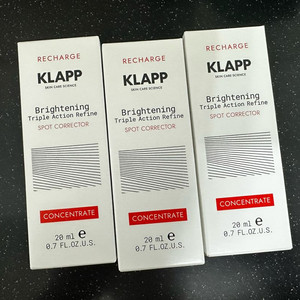 RECHARGE
KLAPP
SKIN CARE SCIENCE
Brightening
Triple Action Refine
SPOT CORRECTOR
CONCENTRATE
20 ml e
0.7 FL.OZ.U.S.
RECHARGE
KLAPP
SKIN CARE SCIENCE
Brightening
Triple Action Refine
SPOT CORRECTOR
CONCENTRATE
20 ml e
0.7 FL.OZ.U.S.
RECHARGE
KLAPP
SKIN CARE SCIENCE
Brightening
Triple Action Refine
SPOT CORRECTOR
CONCENTRATE
20 ml e
0.7 FL.OZ.U.S.